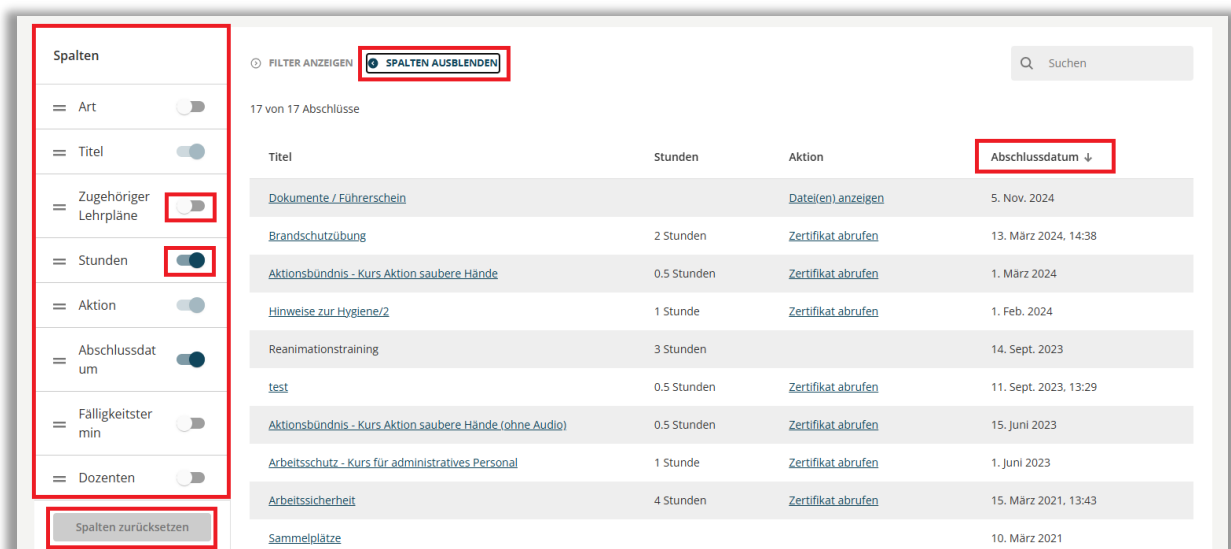 Spalten
Art
Titel
Zugehöriger
Lehrpläne
Stunden
Aktion
Abschlussdat
um
Fälligkeitster
min
Dozenten
Spalten zurücksetzen
FILTER ANZEIGEN SPALTEN AUSBLENDEN Suchen
17 von 17 Abschlüsse
Titel Stunden Aktion Abschlussdatum ↓
Dokumente / Führerschein Datei(en) anzeigen 5. Nov. 2024
Brandschutzübung 2 Stunden Zertifikat abrufen 13. März 2024, 14:38
Aktionsbündnis - Kurs Aktion saubere Hände 0.5 Stunden Zertifikat abrufen 1. März 2024
Hinweise zur Hygiene/2 1 Stunde Zertifikat abrufen 1. Feb. 2024
Reanimationstraining 3 Stunden 14. Sept. 2023
test 0.5 Stunden Zertifikat abrufen 11. Sept. 2023, 13:29
Aktionsbündnis - Kurs Aktion saubere Hände (ohne Audio) 0.5 Stunden Zertifikat abrufen 15. Juni 2023
Arbeitsschutz - Kurs für administratives Personal 1 Stunde Zertifikat abrufen 1. Juni 2023
Arbeitssicherheit 4 Stunden Zertifikat abrufen 15. März 2021, 13:43
Sammelplätze 10. März 2021